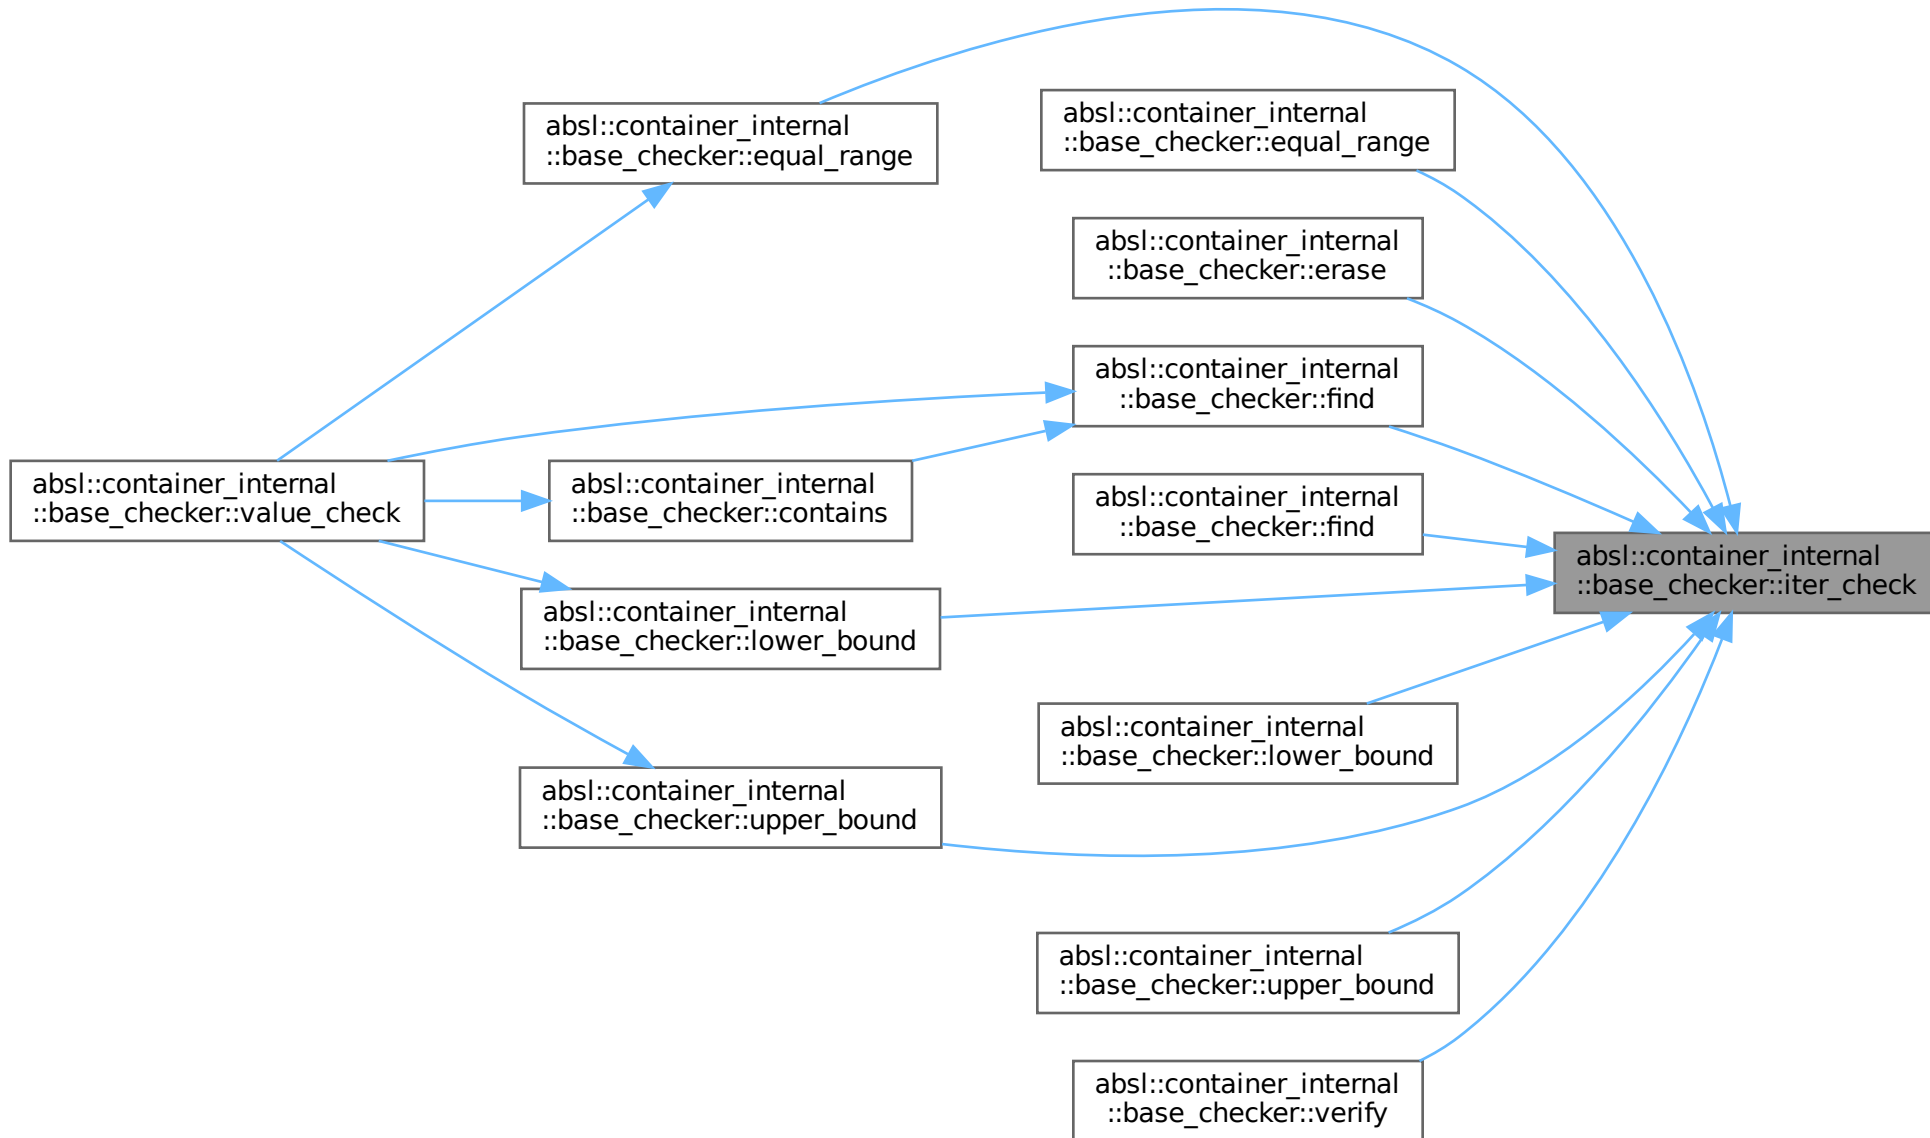 absl::container_internal
::base_checker::equal_range
absl::container_internal
::base_checker::equal_range
absl::container_internal
::base_checker::erase
absl::container_internal
::base_checker::find
absl::container_internal
::base_checker::value_check
absl::container_internal
::base_checker::contains
absl::container_internal
::base_checker::find
absl::container_internal
::base_checker::iter_check
absl::container_internal
::base_checker::lower_bound
absl::container_internal
::base_checker::lower_bound
absl::container_internal
::base_checker::upper_bound
absl::container_internal
::base_checker::upper_bound
absl::container_internal
::base_checker::verify